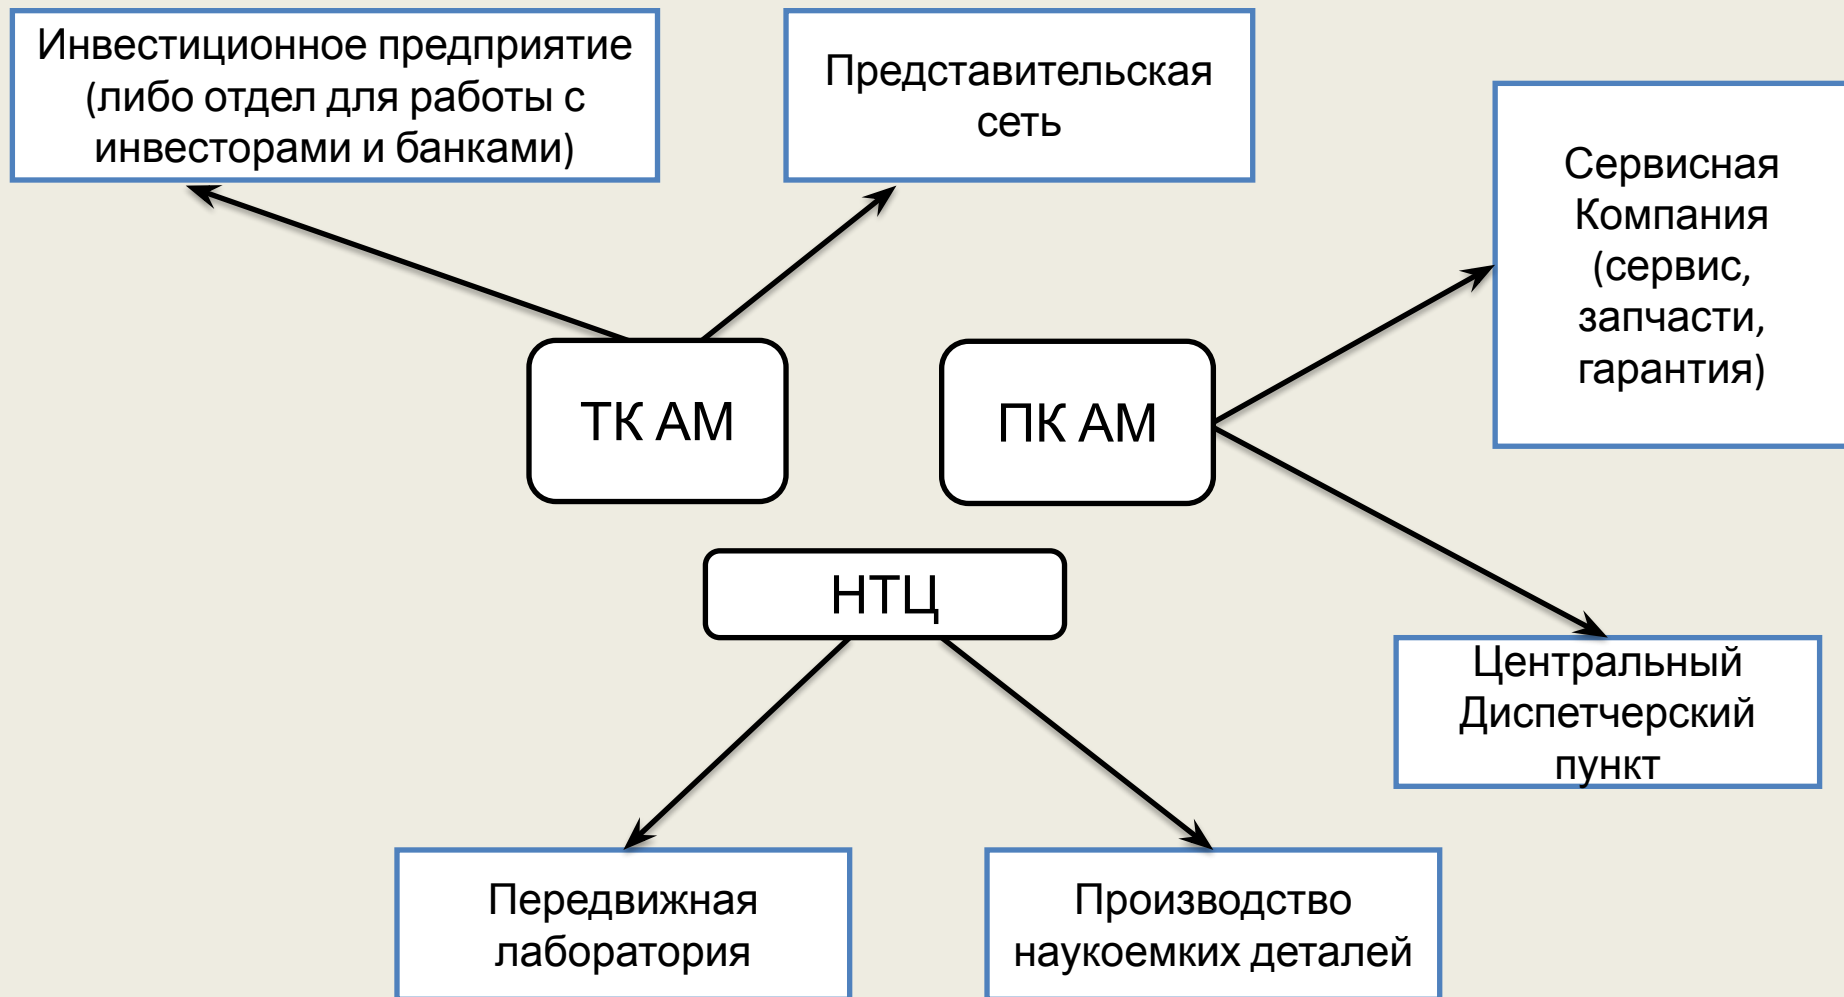 Инвестиционное предприятие
(либо отдел для работы с
инвесторами и банками)
Представительская
сеть
Сервисная
Компания
(сервис,
запчасти,
гарантия)
ТК АМ
ПК АМ
НТЦ
Центральный
Диспетчерский
пункт
Передвижная
лаборатория
Производство
наукоемких деталей